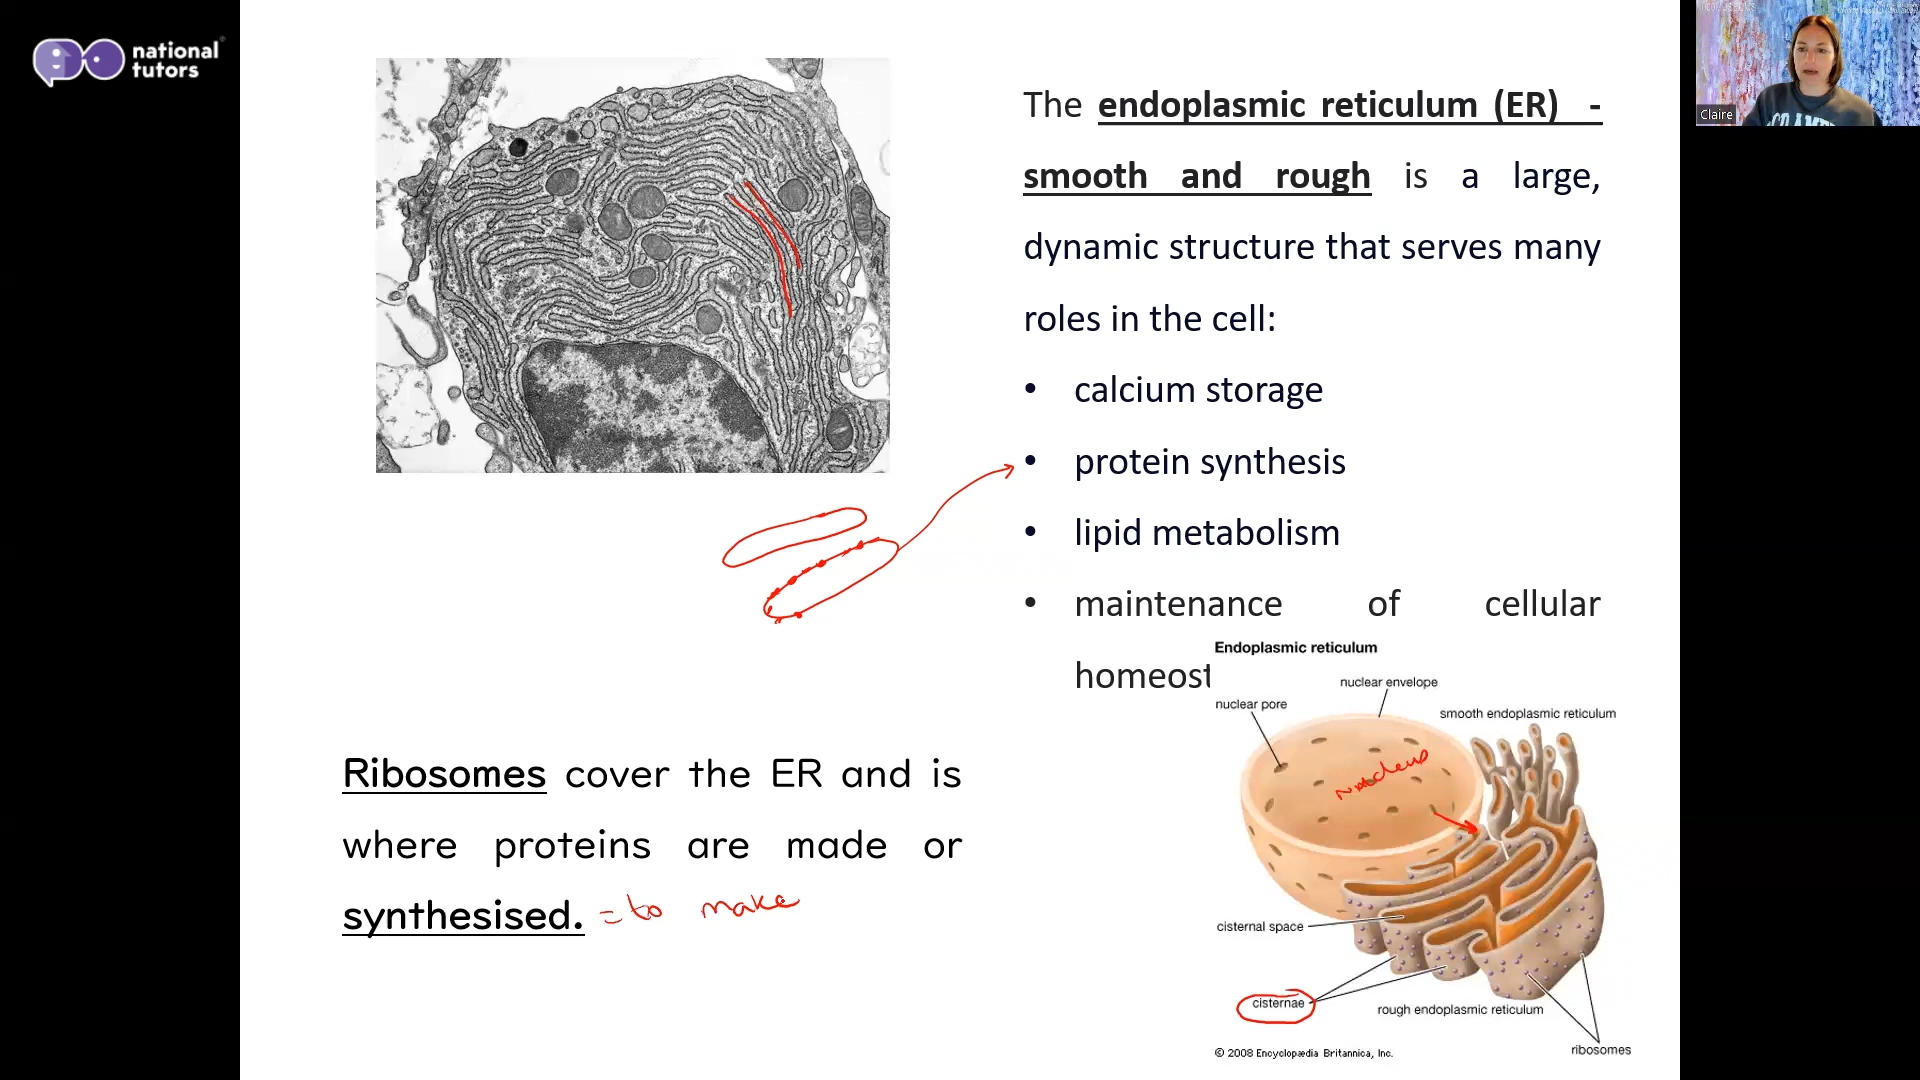 national
tutors
The endoplasmic reticulum (ER) -
smooth and rough is a large,
dynamic structure that serves many
roles in the cell:
• calcium storage
• protein synthesis
• lipid metabolism
• maintenance of cellular
homeost
Ribosomes cover the ER and is
where proteins are made or
synthesised. = to make
Endoplasmic reticulum
nuclear envelope
nuclear pore
smooth endoplasmic reticulum
nucleus
cisternal space
cisternae
rough endoplasmic reticulum
ribosomes
© 2008 Encyclopædia Britannica, Inc.
Claire